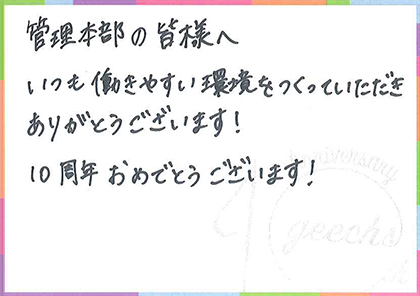 管理本部の皆様へ
いつも働きやすい環境をつくっていただき
ありがとうございます！
10周年おめでとうございます！
10
anniversary
geechs